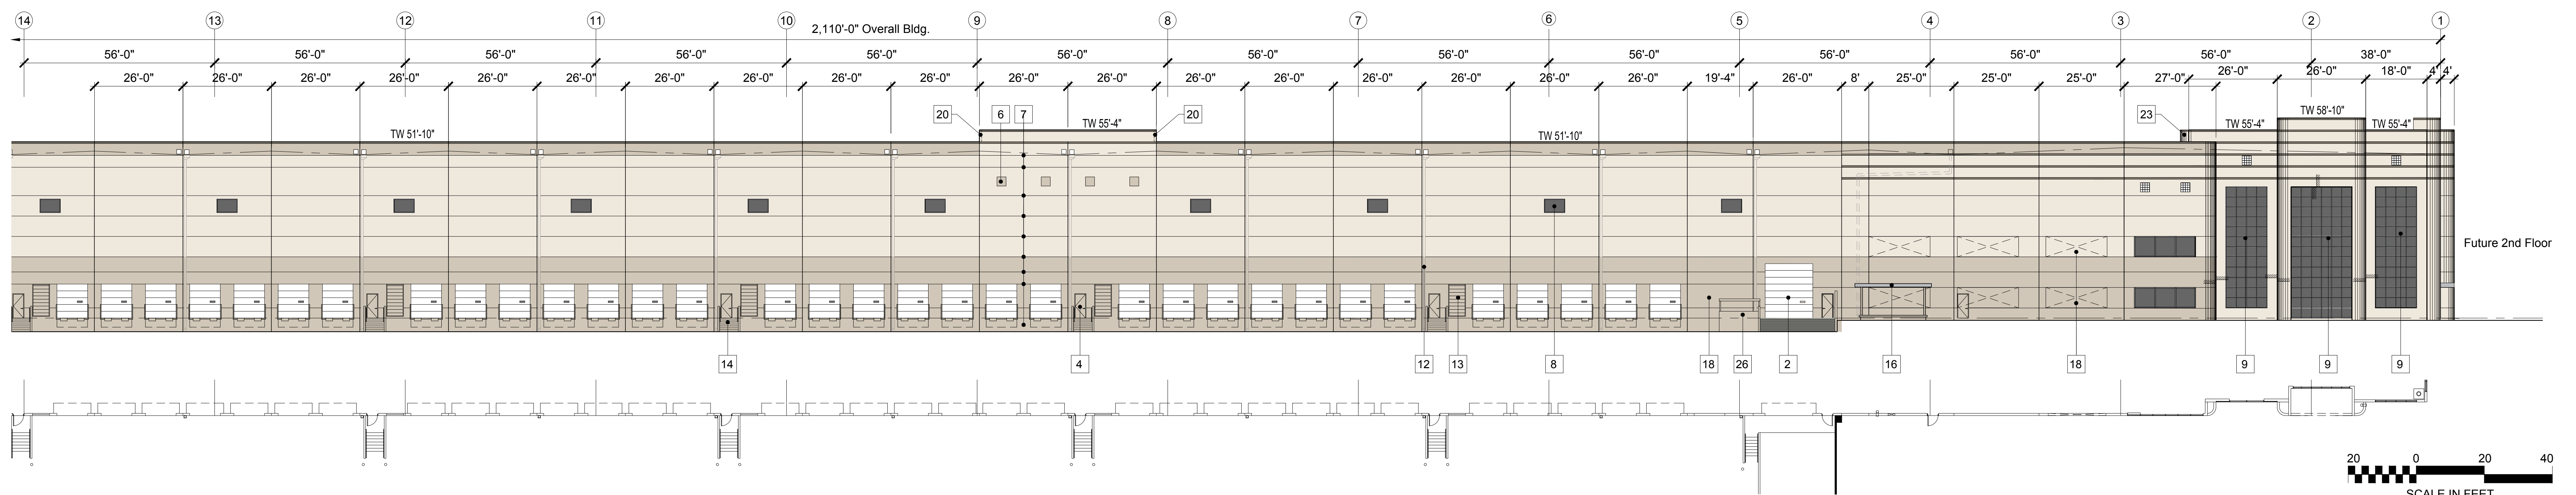 14 13 12 11 10 9 8 7 6 5 4 3 2 1
2,110'-0" Overall Bldg.
56'-0" 56'-0" 56'-0" 56'-0" 56'-0" 56'-0" 56'-0" 56'-0" 56'-0" 56'-0" 56'-0" 56'-0" 38'-0"
26'-0" 26'-0" 26'-0" 26'-0" 26'-0" 26'-0" 26'-0" 26'-0" 26'-0" 26'-0" 26'-0" 26'-0" 26'-0" 26'-0" 26'-0" 26'-0" 26'-0" 26'-0" 19'-4" 26'-0" 8' 25'-0" 25'-0" 25'-0" 27'-0" 26'-0" 26'-0" 18'-0" 4' 4'
20 6 7 20 23
TW 58'-10"
TW 55'-4" TW 55'-4" TW 55'-4"
TW 51'-10" TW 51'-10"
Future 2nd Floor
14 4 12 13 8 18 26 2 16 18 9 9 9
20 0 20 40
SCALE IN FEET